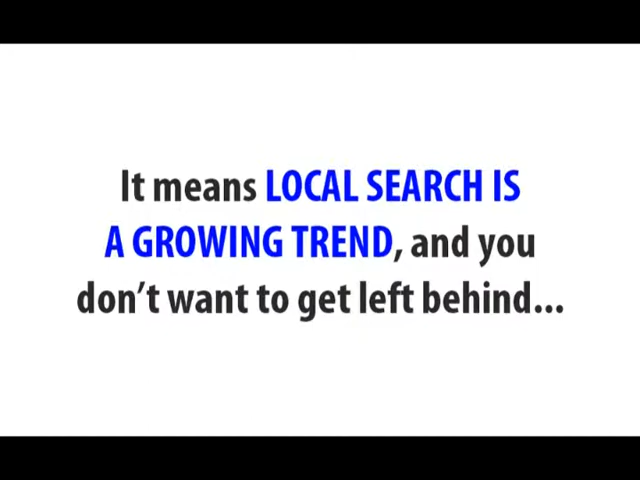 It means LOCAL SEARCH IS
A GROWING TREND, and you
don’t want to get left behind...